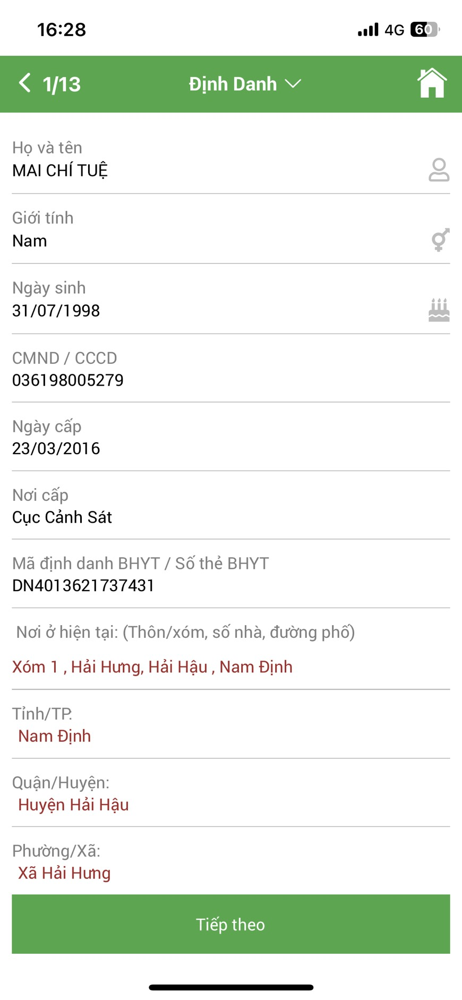 16:28
4G 60
1/13 Định Danh
Họ và tên
MAI CHÍ TUỆ
Giới tính
Nam
Ngày sinh
31/07/1998
CMND / CCCD
036198005279
Ngày cấp
23/03/2016
Nơi cấp
Cục Cảnh Sát
Mã định danh BHYT / Số thẻ BHYT
DN4013621737431
Nơi ở hiện tại: (Thôn/xóm, số nhà, đường phố)
Xóm 1 , Hải Hưng, Hải Hậu , Nam Định
Tỉnh/TP:
Nam Định
Quận/Huyện:
Huyện Hải Hậu
Phường/Xã:
Xã Hải Hưng
Tiếp theo